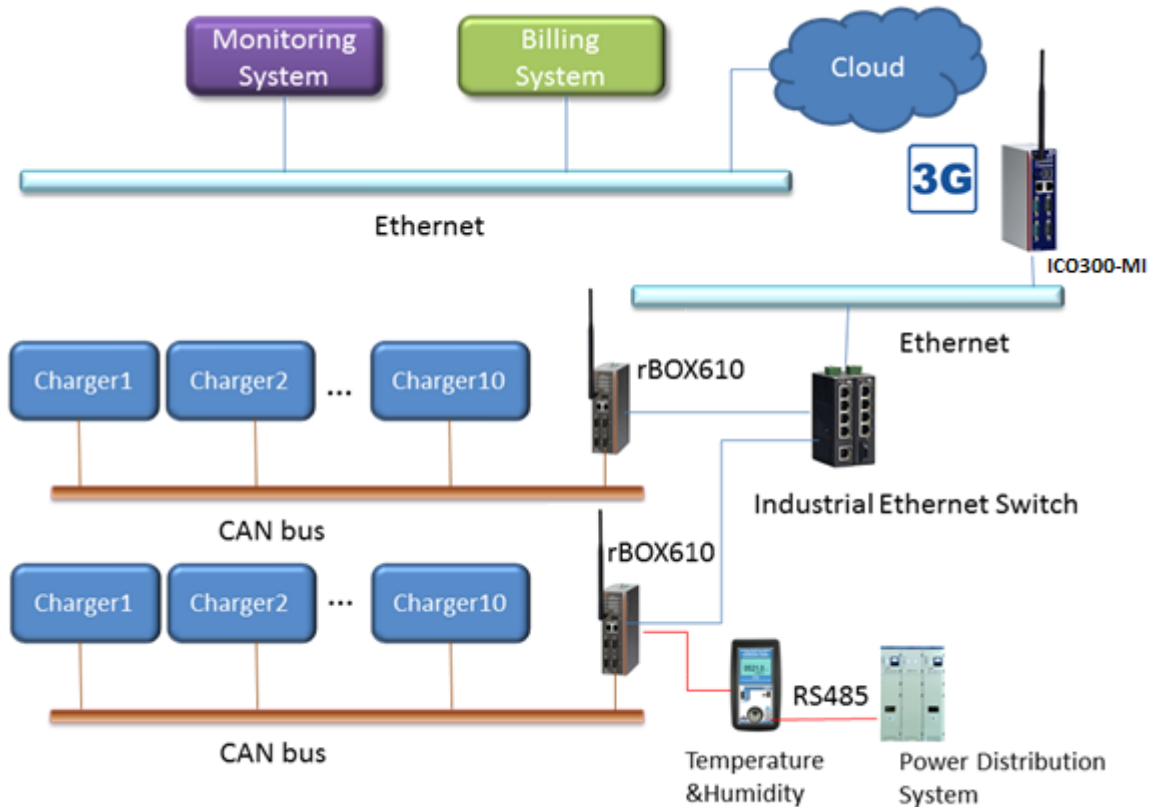 Monitoring
System
Billing
System
Cloud
3G
Ethernet
ICO300-MI
Ethernet
rBOX610
Charger1
Charger2
...
Charger10
Industrial Ethernet Switch
CAN bus
rBOX610
Charger1
Charger2
...
Charger10
RS485
CAN bus
Temperature
&Humidity
Power Distribution
System